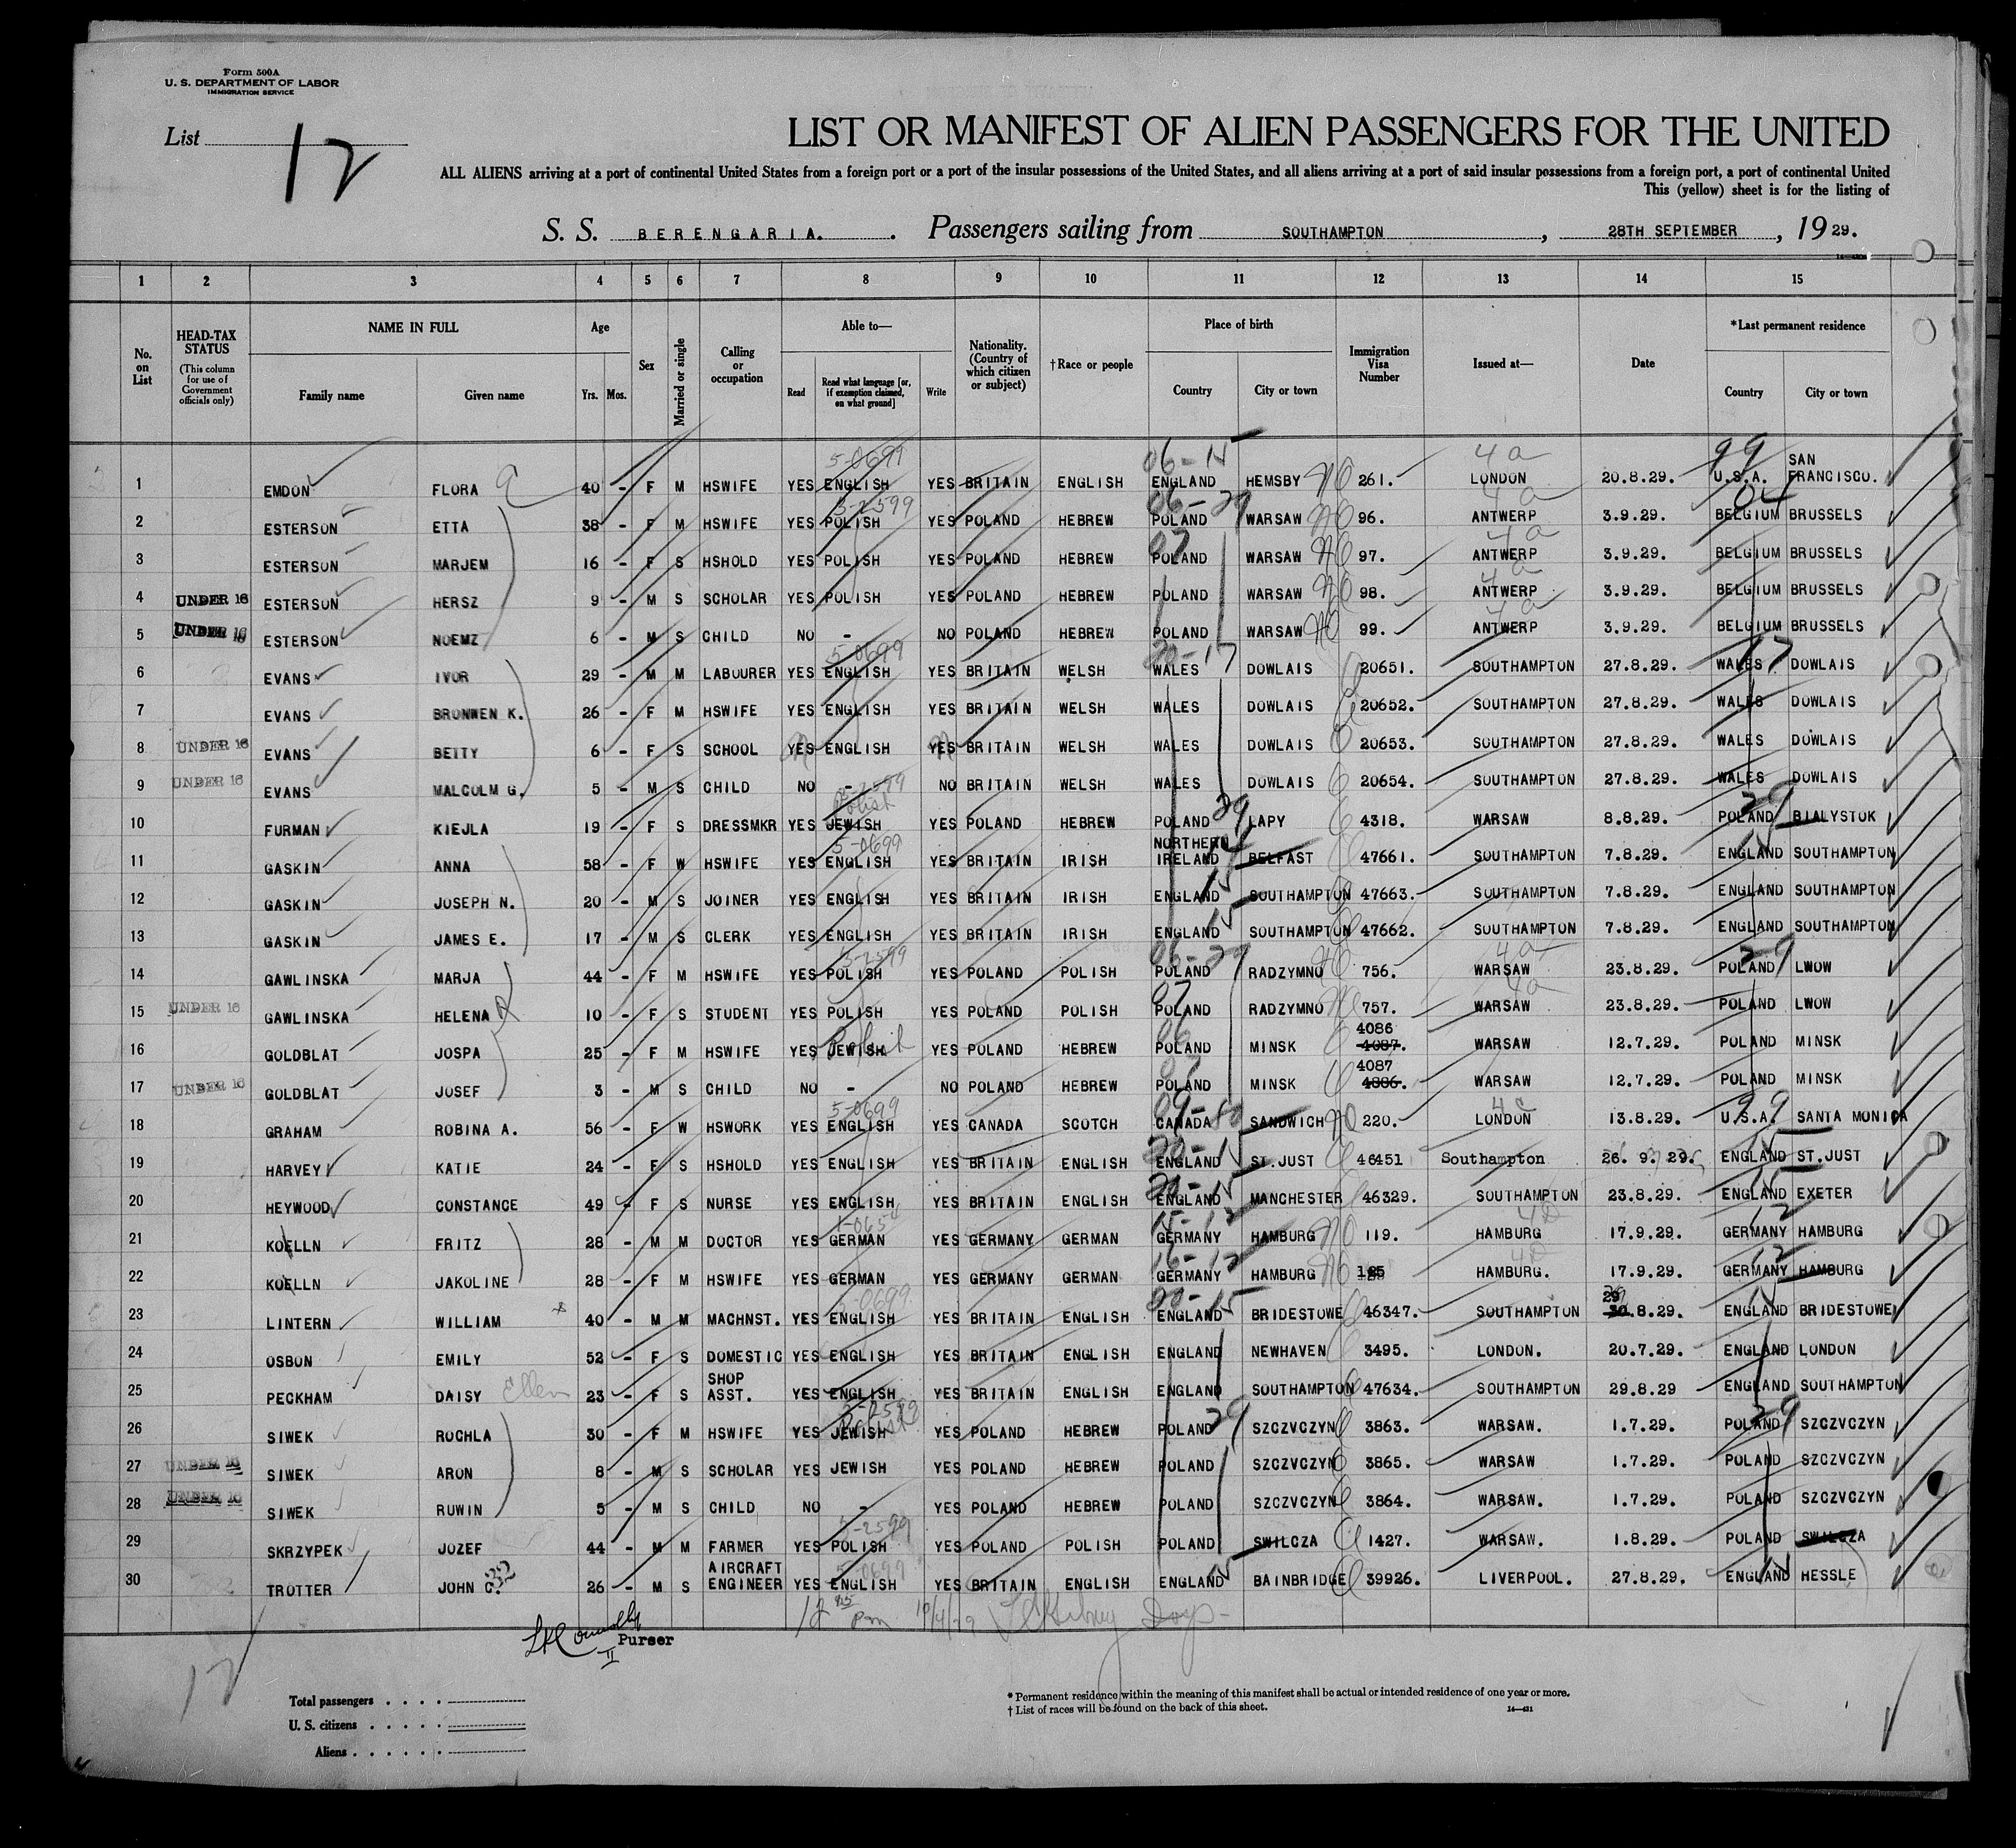 Form 500A
U. S. DEPARTMENT OF LABOR
IMMIGRATION SERVICE
List 12
LIST OR MANIFEST OF ALIEN PASSENGERS FOR THE UNITED
ALL ALIENS arriving at a port of continental United States from a foreign port or a port of the insular possessions of the United States, and all aliens arriving at a port of said insular possessions from a foreign port, a port of continental United
This (yellow) sheet is for the listing of
S. S. BERENGARIA. Passengers sailing from SOUTHAMPTON, 28TH SEPTEMBER, 1929.
1 2 3 4 5 6 7 8 9 10 11 12 13 14 15
No. on List
HEAD-TAX STATUS (This column for use of Government officials only)
NAME IN FULL Family name Given name
Age Yrs. Mos.
Sex
Married or single
Calling or occupation
Able to— Read Read what language [or, if exemption claimed, on what ground] Write
Nationality. (Country of which citizen or subject)
†Race or people
Place of birth Country City or town
Immigration Visa Number
Issued at—
Date
*Last permanent residence Country City or town
1 EMDON FLORA 40 - F M HSWIFE YES ENGLISH YES BRITAIN ENGLISH ENGLAND HEMSBY 261. LONDON 20.8.29. U.S.A. SAN FRANCISCO.
2 ESTERSON ETTA 38 - F M HSWIFE YES POLISH YES POLAND HEBREW POLAND WARSAW 96. ANTWERP 3.9.29. BELGIUM BRUSSELS
3 ESTERSON MARJEM 16 - F S HSHOLD YES POLISH YES POLAND HEBREW POLAND WARSAW 97. ANTWERP 3.9.29. BELGIUM BRUSSELS
4 UNDER 16 ESTERSON HERSZ 9 - M S SCHOLAR YES POLISH YES POLAND HEBREW POLAND WARSAW 98. ANTWERP 3.9.29. BELGIUM BRUSSELS
5 UNDER 16 ESTERSON NOEMZ 6 - M S CHILD NO - NO POLAND HEBREW POLAND WARSAW 99. ANTWERP 3.9.29. BELGIUM BRUSSELS
6 EVANS IVOR 29 - M M LABOURER YES ENGLISH YES BRITAIN WELSH WALES DOWLAIS 20651. SOUTHAMPTON 27.8.29. WALES DOWLAIS
7 EVANS BRONWEN K. 26 - F M HSWIFE YES ENGLISH YES BRITAIN WELSH WALES DOWLAIS 20652. SOUTHAMPTON 27.8.29. WALES DOWLAIS
8 UNDER 16 EVANS BETTY 6 - F S SCHOOL YES ENGLISH YES BRITAIN WELSH WALES DOWLAIS 20653. SOUTHAMPTON 27.8.29. WALES DOWLAIS
9 UNDER 16 EVANS MALCOLM G. 5 - M S CHILD NO - NO BRITAIN WELSH WALES DOWLAIS 20654. SOUTHAMPTON 27.8.29. WALES DOWLAIS
10 FURMAN KIEJLA 19 - F S DRESSMKR YES JEWISH Polish YES POLAND HEBREW POLAND LAPY 4318. WARSAW 8.8.29. POLAND BIALYSTOK
11 GASKIN ANNA 58 - F W HSWIFE YES ENGLISH YES BRITAIN IRISH NORTHERN IRELAND BELFAST 47661. SOUTHAMPTON 7.8.29. ENGLAND SOUTHAMPTON
12 GASKIN JOSEPH N. 20 - M S JOINER YES ENGLISH YES BRITAIN IRISH ENGLAND SOUTHAMPTON 47663. SOUTHAMPTON 7.8.29. ENGLAND SOUTHAMPTON
13 GASKIN JAMES E. 17 - M S CLERK YES ENGLISH YES BRITAIN IRISH ENGLAND SOUTHAMPTON 47662. SOUTHAMPTON 7.8.29. ENGLAND SOUTHAMPTON
14 GAWLINSKA MARJA 44 - F M HSWIFE YES POLISH YES POLAND POLISH POLAND RADZYMNO 756. WARSAW 23.8.29. POLAND LWOW
15 UNDER 16 GAWLINSKA HELENA 10 - F S STUDENT YES POLISH YES POLAND POLISH POLAND RADZYMNO 757. WARSAW 23.8.29. POLAND LWOW
16 GOLDBLAT JOSPA 25 - F M HSWIFE YES JEWISH Polish YES POLAND HEBREW POLAND MINSK 4086 4087. WARSAW 12.7.29. POLAND MINSK
17 UNDER 16 GOLDBLAT JOSEF 3 - M S CHILD NO - NO POLAND HEBREW POLAND MINSK 4087 4086. WARSAW 12.7.29. POLAND MINSK
18 GRAHAM ROBINA A. 56 - F W HSWORK YES ENGLISH YES CANADA SCOTCH CANADA SANDWICH 220. LONDON 13.8.29. U.S.A. SANTA MONICA
19 HARVEY KATIE 24 - F S HSHOLD YES ENGLISH YES BRITAIN ENGLISH ENGLAND ST.JUST 46451 Southampton 26. 9. 29. ENGLAND ST.JUST
20 HEYWOOD CONSTANCE 49 - F S NURSE YES ENGLISH YES BRITAIN ENGLISH ENGLAND MANCHESTER 46329. SOUTHAMPTON 23.8.29. ENGLAND EXETER
21 KOELLN FRITZ 28 - M M DOCTOR YES GERMAN YES GERMANY GERMAN GERMANY HAMBURG 119. HAMBURG 17.9.29. GERMANY HAMBURG
22 KOELLN JAKOLINE 28 - F M HSWIFE YES GERMAN YES GERMANY GERMAN GERMANY HAMBURG HAMBURG. 17.9.29. GERMANY HAMBURG
23 LINTERN WILLIAM 40 - M M MACHNST. YES ENGLISH YES BRITAIN ENGLISH ENGLAND BRIDESTOWE 46347. SOUTHAMPTON 29 30.8.29. ENGLAND BRIDESTOWE
24 OSBON EMILY 52 - F S DOMESTIC YES ENGLISH YES BRITAIN ENGLISH ENGLAND NEWHAVEN 3495. LONDON. 20.7.29. ENGLAND LONDON
25 PECKHAM DAISY Ellen 23 - F S SHOP ASST. YES ENGLISH YES BRITAIN ENGLISH ENGLAND SOUTHAMPTON 47634. SOUTHAMPTON 29.8.29 ENGLAND SOUTHAMPTON
26 SIWEK ROCHLA 30 - F M HSWIFE YES JEWISH YES POLAND HEBREW POLAND SZCZVCZYN 3863. WARSAW. 1.7.29. POLAND SZCZVCZYN
27 UNDER 16 SIWEK ARON 8 - M S SCHOLAR YES JEWISH YES POLAND HEBREW POLAND SZCZVCZYN 3865. WARSAW 1.7.29. POLAND SZCZVCZYN
28 UNDER 16 SIWEK RUWIN 5 - M S CHILD NO - YES POLAND HEBREW POLAND SZCZVCZYN 3864. WARSAW. 1.7.29. POLAND SZCZVCZYN
29 SKRZYPEK JOZEF 44 - M M FARMER YES POLISH YES POLAND POLISH POLAND SWILCZA 1427. WARSAW. 1.8.29. POLAND SWILCZA
30 TROTTER JOHN C. 26 - M S AIRCRAFT ENGINEER YES ENGLISH YES BRITAIN ENGLISH ENGLAND BAINBRIDGE 39926. LIVERPOOL. 27.8.29. ENGLAND HESSLE
12 45 pm 10/4/29
Purser
12
Total passengers
U. S. citizens
Aliens
* Permanent residence within the meaning of this manifest shall be actual or intended residence of one year or more.
† List of races will be found on the back of this sheet.
14—431